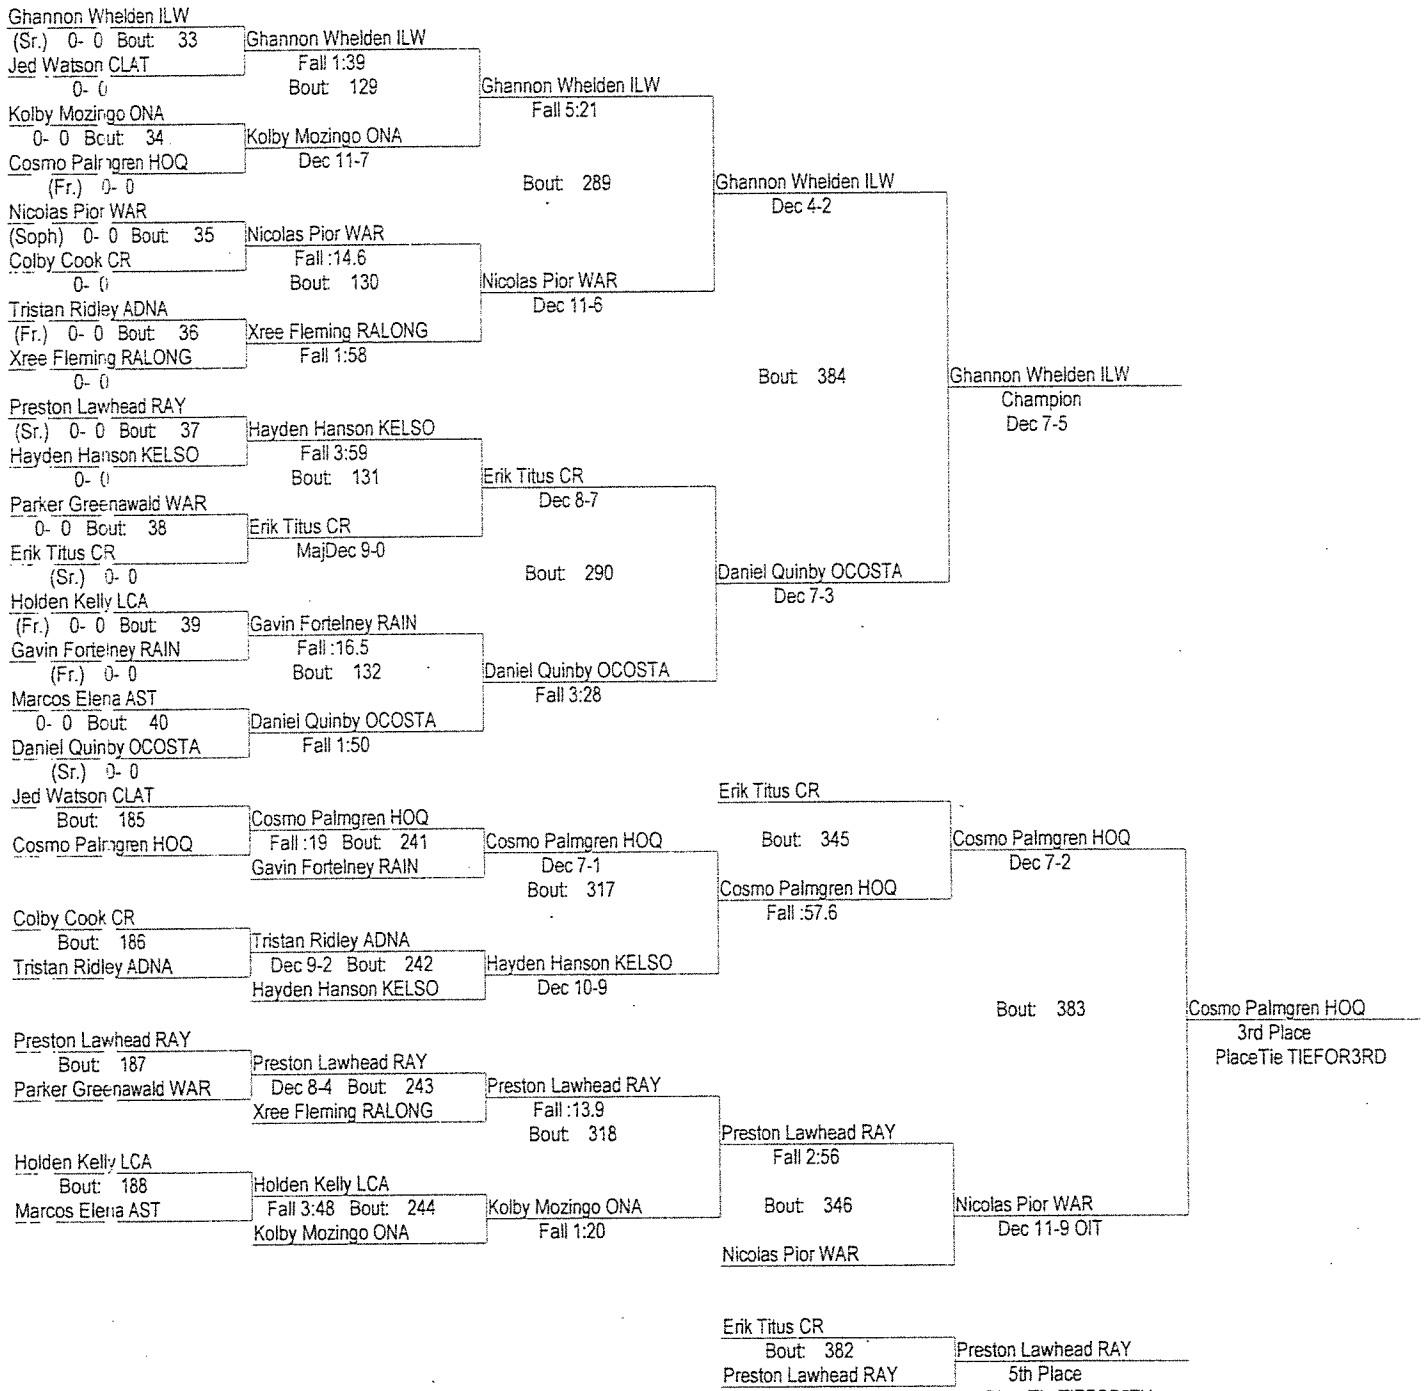 Ghannon Whelden ILW
(Sr.) 0- 0 Bout: 33
Jed Watson CLAT
0- 0
Kolby Mozingo ONA
0- 0 Bout: 34
Cosmo Palmgren HOQ
(Fr.) 0- 0
Nicolas Pior WAR
(Soph) 0- 0 Bout: 35
Colby Cook CR
0- 0
Tristan Ridley ADNA
(Fr.) 0- 0 Bout: 36
Xree Fleming RALONG
0- 0
Preston Lawhead RAY
(Sr.) 0- 0 Bout: 37
Hayden Hanson KELSO
0- 0
Parker Greenawald WAR
0- 0 Bout: 38
Erik Titus CR
(Sr.) 0- 0
Holden Kelly LCA
(Fr.) 0- 0 Bout: 39
Gavin Fortelney RAIN
(Fr.) 0- 0
Marcos Elena AST
0- 0 Bout: 40
Daniel Quinby OCOSTA
(Sr.) 0- 0
Ghannon Whelden ILW
Fall 1:39
Bout: 129
Kolby Mozingo ONA
Dec 11-7
Nicolas Pior WAR
Fall :14.6
Bout: 130
Xree Fleming RALONG
Fall 1:58
Hayden Hanson KELSO
Fall 3:59
Bout: 131
Erik Titus CR
MajDec 9-0
Gavin Fortelney RAIN
Fall :16.5
Bout: 132
Daniel Quinby OCOSTA
Fall 1:50
Ghannon Whelden ILW
Fall 5:21
Bout: 289
Nicolas Pior WAR
Dec 11-6
Erik Titus CR
Dec 8-7
Bout: 290
Daniel Quinby OCOSTA
Fall 3:28
Ghannon Whelden ILW
Dec 4-2
Bout: 384
Daniel Quinby OCOSTA
Dec 7-3
Ghannon Whelden ILW
Champion
Dec 7-5
Jed Watson CLAT
Bout: 185
Cosmo Palmgren HOQ
Colby Cook CR
Bout: 186
Tristan Ridley ADNA
Preston Lawhead RAY
Bout: 187
Parker Greenawald WAR
Holden Kelly LCA
Bout: 188
Marcos Elena AST
Cosmo Palmgren HOQ
Fall :19 Bout: 241
Gavin Fortelney RAIN
Tristan Ridley ADNA
Dec 9-2 Bout: 242
Hayden Hanson KELSO
Preston Lawhead RAY
Dec 8-4 Bout: 243
Xree Fleming RALONG
Holden Kelly LCA
Fall 3:48 Bout: 244
Kolby Mozingo ONA
Cosmo Palmgren HOQ
Dec 7-1
Bout: 317
Hayden Hanson KELSO
Dec 10-9
Preston Lawhead RAY
Fall :13.9
Bout: 318
Kolby Mozingo ONA
Fall 1:20
Erik Titus CR
Bout: 345
Cosmo Palmgren HOQ
Fall :57.6
Preston Lawhead RAY
Fall 2:56
Bout: 346
Nicolas Pior WAR
Cosmo Palmgren HOQ
Dec 7-2
Bout: 383
Nicolas Pior WAR
Dec 11-9 OIT
Cosmo Palmgren HOQ
3rd Place
PlaceTie TIEFOR3RD
Erik Titus CR
Bout: 382
Preston Lawhead RAY
Preston Lawhead RAY
5th Place